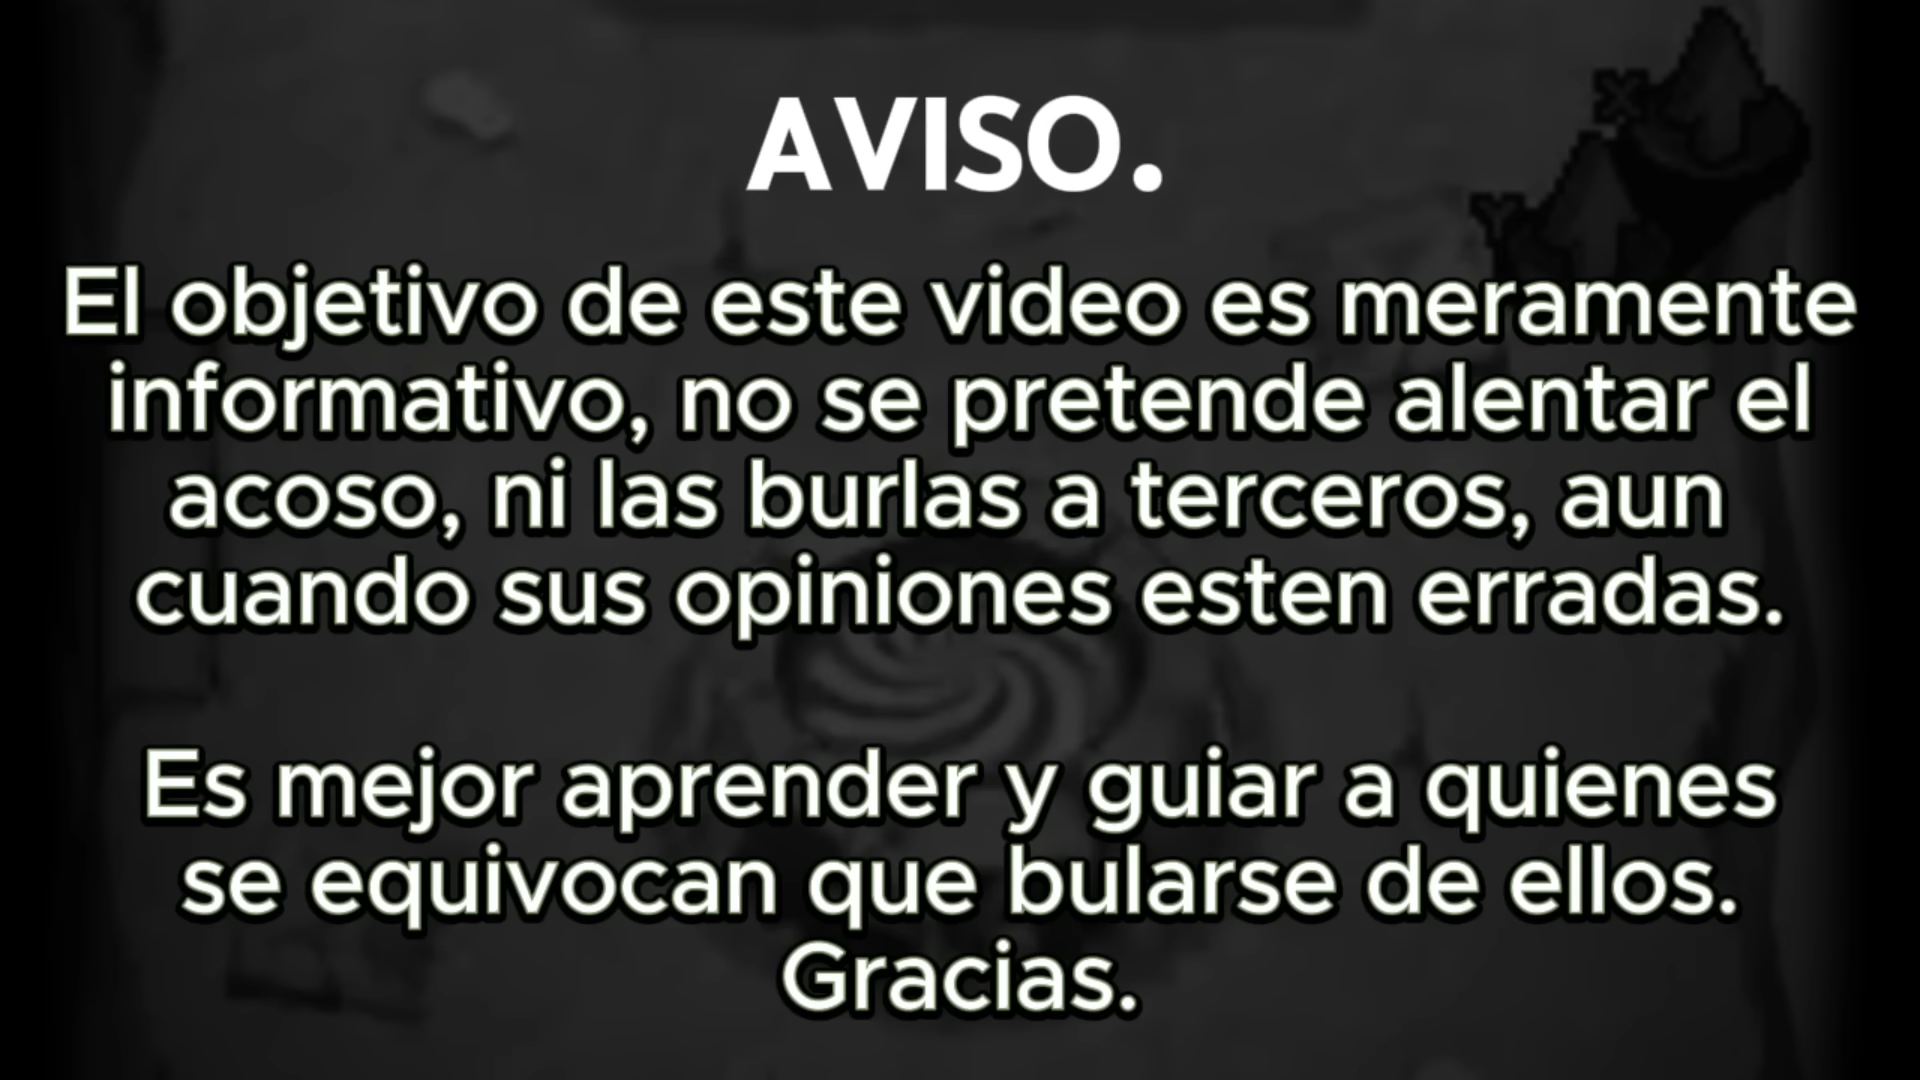 AVISO.
El objetivo de este video es meramente
informativo, no se pretende alentar el
acoso, ni las burlas a terceros, aun
cuando sus opiniones esten erradas.
Es mejor aprender y guiar a quienes
se equivocan que bularse de ellos.
Gracias.
X
Y